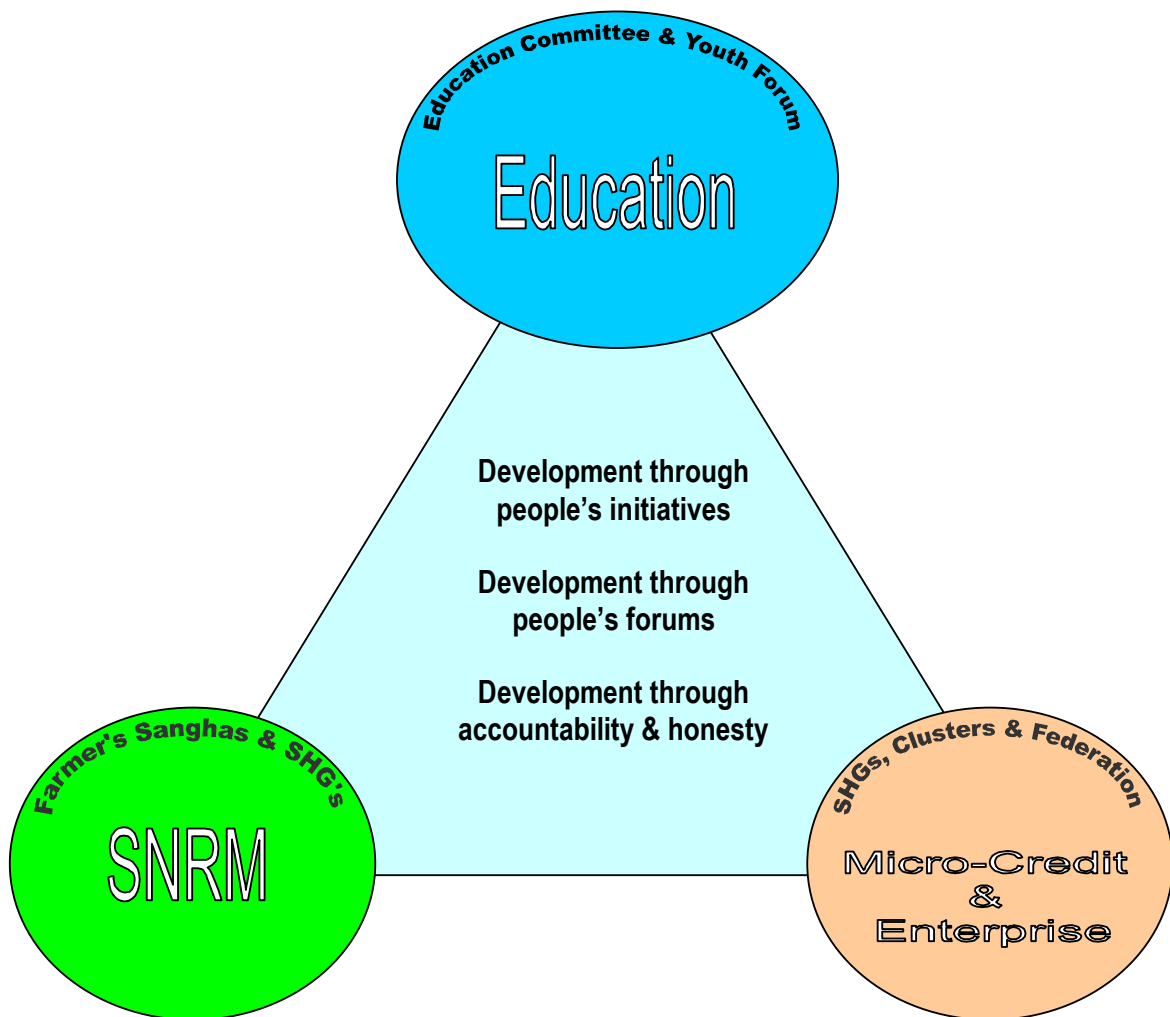 Education Committee & Youth Forum
Education
Development through
people’s initiatives
Development through
people’s forums
Development through
accountability & honesty
Farmer's Sanghas & SHG's
SNRM
SHGs, Clusters & Federation
Micro-Credit
&
Enterprise